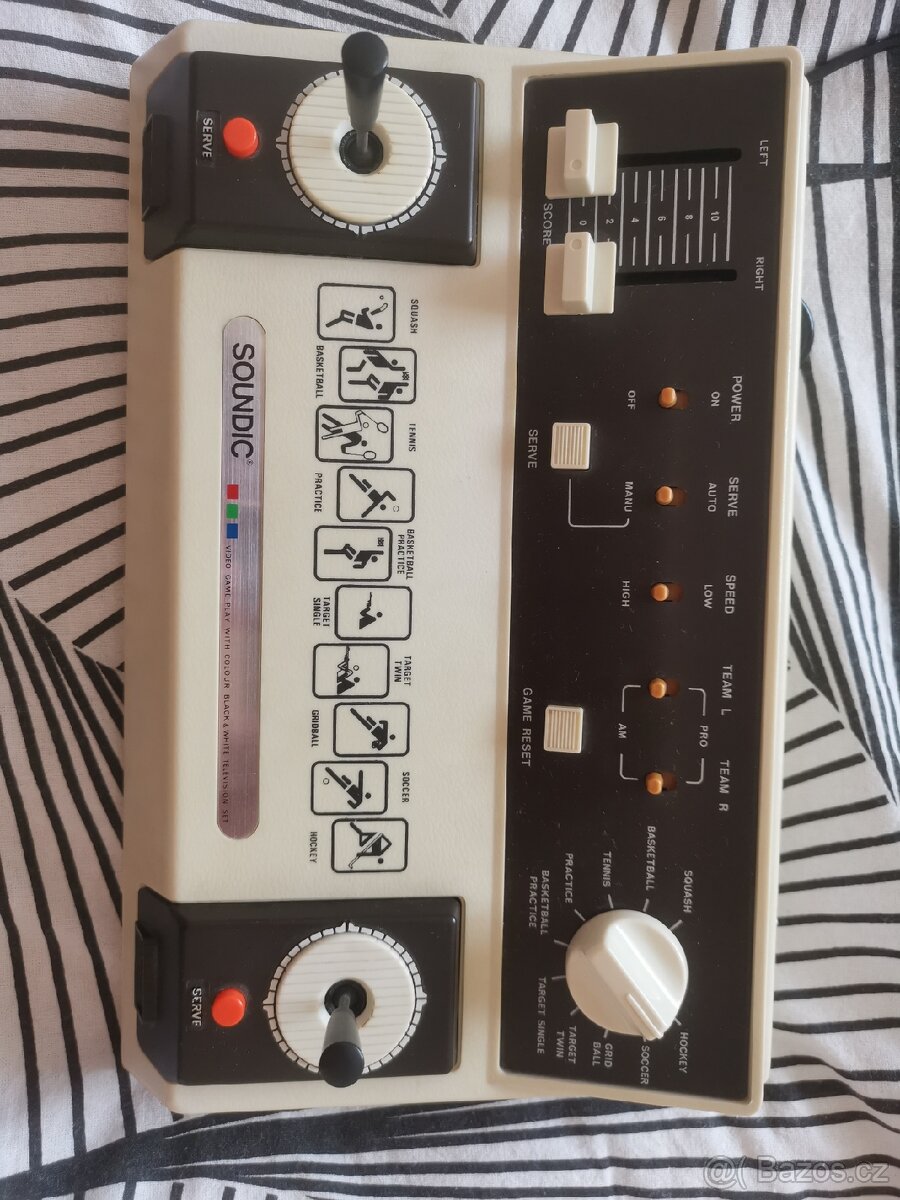 LEFT
RIGHT
SCORE
0 2 4 6 8 10
POWER
ON
OFF
SERVE
AUTO
MANU
SERVE
SPEED
LOW
HIGH
TEAM L
TEAM R
PRO
AM
GAME RESET
SQUASH
BASKETBALL
TENNIS
PRACTICE
BASKETBALL
PRACTICE
TARGET SINGLE
TARGET
TWIN
GRID
BALL
SOCCER
HOCKEY
SERVE
SQUASH
BASKETBALL
TENNIS
PRACTICE
BASKETBALL
PRACTICE
TARGET
SINGLE
TARGET
TWIN
GRIDBALL
SOCCER
HOCKEY
SERVE
SOUNDIC®
VIDEO GAME PLAY WITH COLOUR BLACK & WHITE TELEVISION SET
@( Bazos.cz